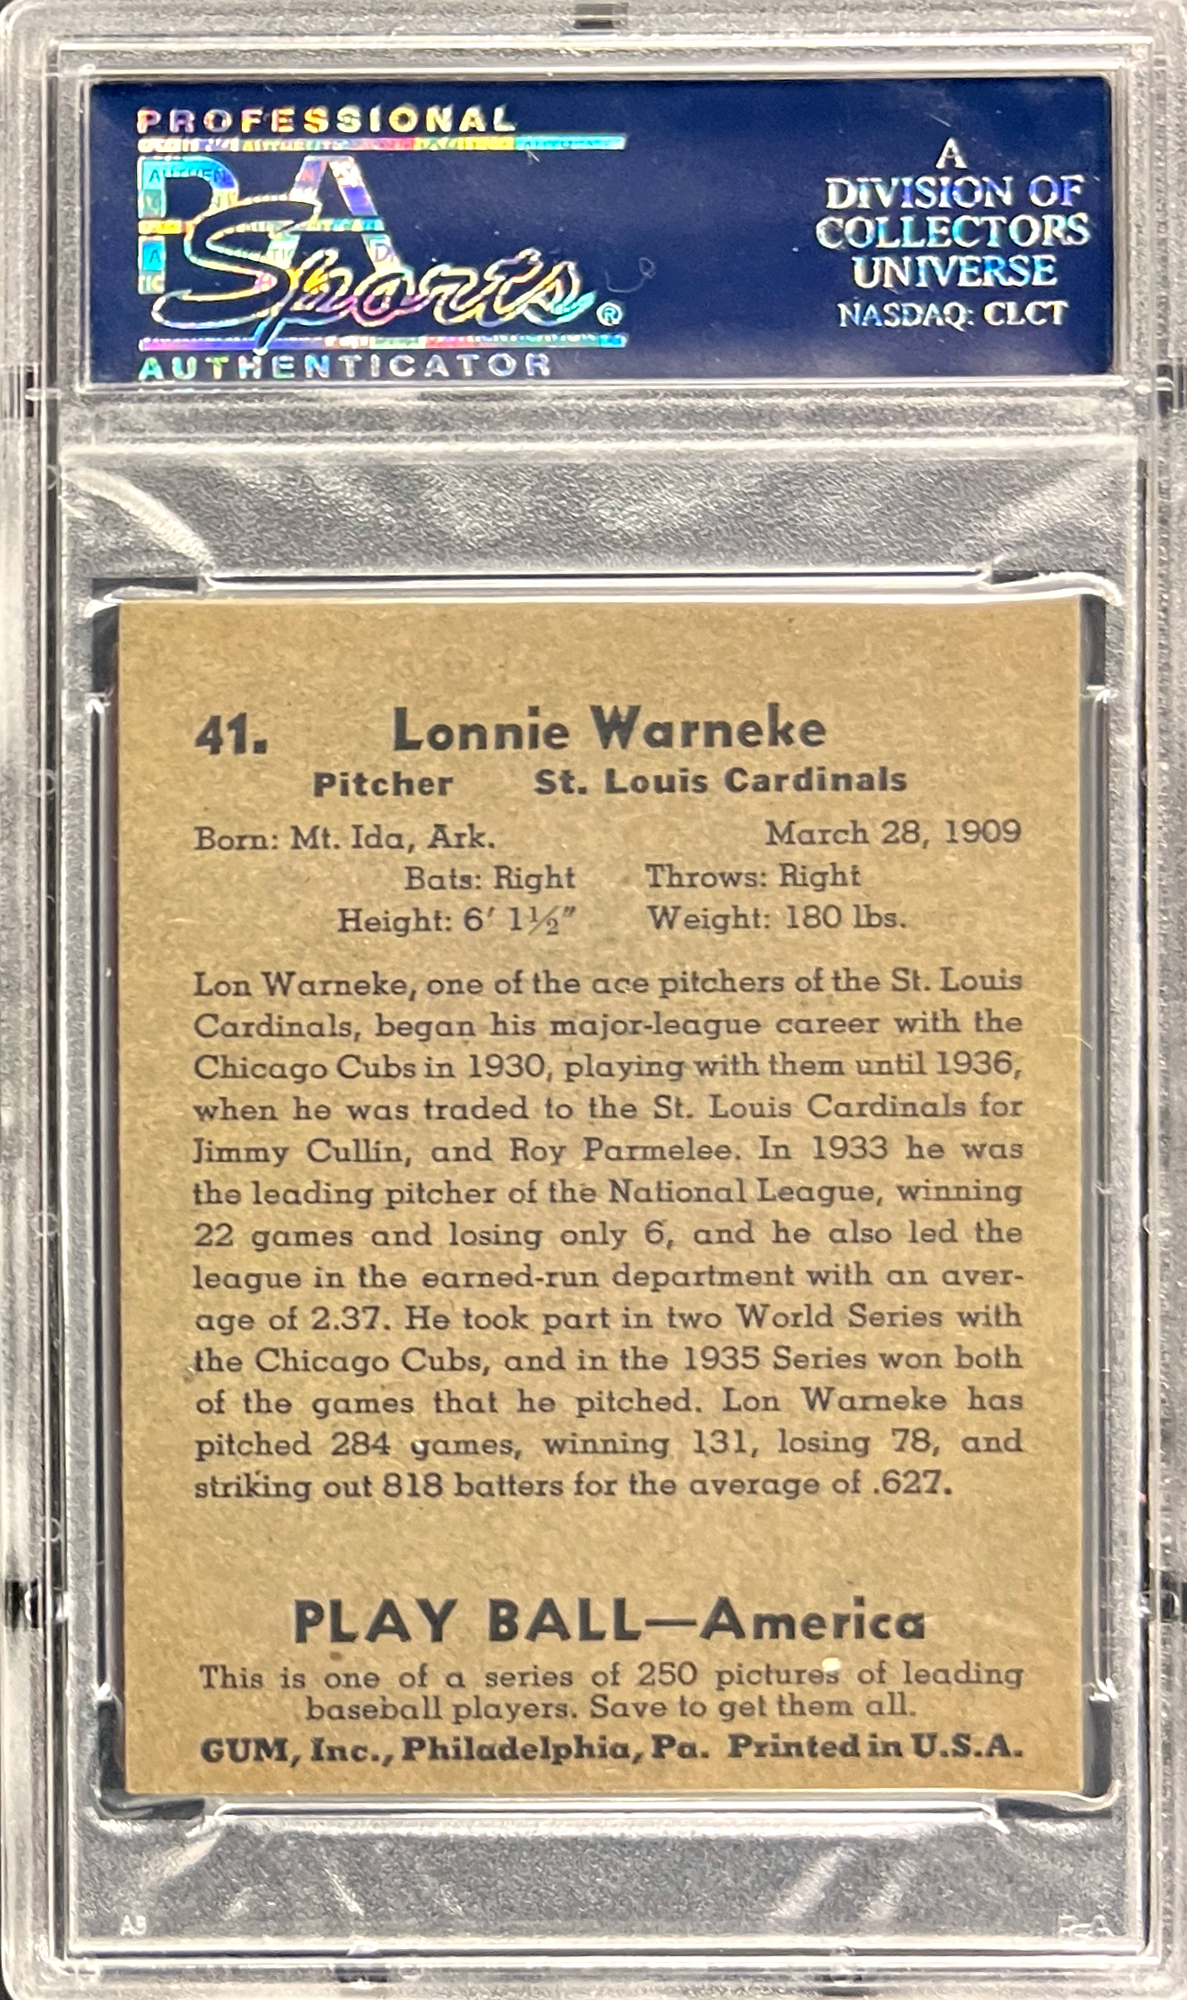 PROFESSIONAL
PSA
Sports®
AUTHENTICATOR
A
DIVISION OF
COLLECTORS
UNIVERSE
NASDAQ: CLCT
41. Lonnie Warneke
Pitcher St. Louis Cardinals
Born: Mt. Ida, Ark. March 28, 1909
Bats: Right Throws: Right
Height: 6′ 1½″ Weight: 180 lbs.
Lon Warneke, one of the ace pitchers of the St. Louis
Cardinals, began his major-league career with the
Chicago Cubs in 1930, playing with them until 1936,
when he was traded to the St. Louis Cardinals for
Jimmy Cullin, and Roy Parmelee. In 1933 he was
the leading pitcher of the National League, winning
22 games and losing only 6, and he also led the
league in the earned-run department with an aver-
age of 2.37. He took part in two World Series with
the Chicago Cubs, and in the 1935 Series won both
of the games that he pitched. Lon Warneke has
pitched 284 games, winning 131, losing 78, and
striking out 818 batters for the average of .627.
PLAY BALL—America
This is one of a series of 250 pictures of leading
baseball players. Save to get them all.
GUM, Inc., Philadelphia, Pa. Printed in U.S.A.